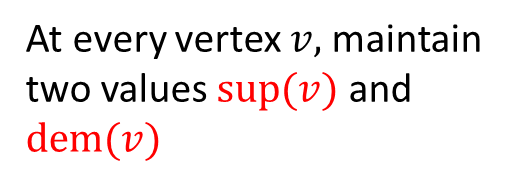 At every vertex 𝑣, maintain
two values sup(𝑣) and
dem(𝑣)